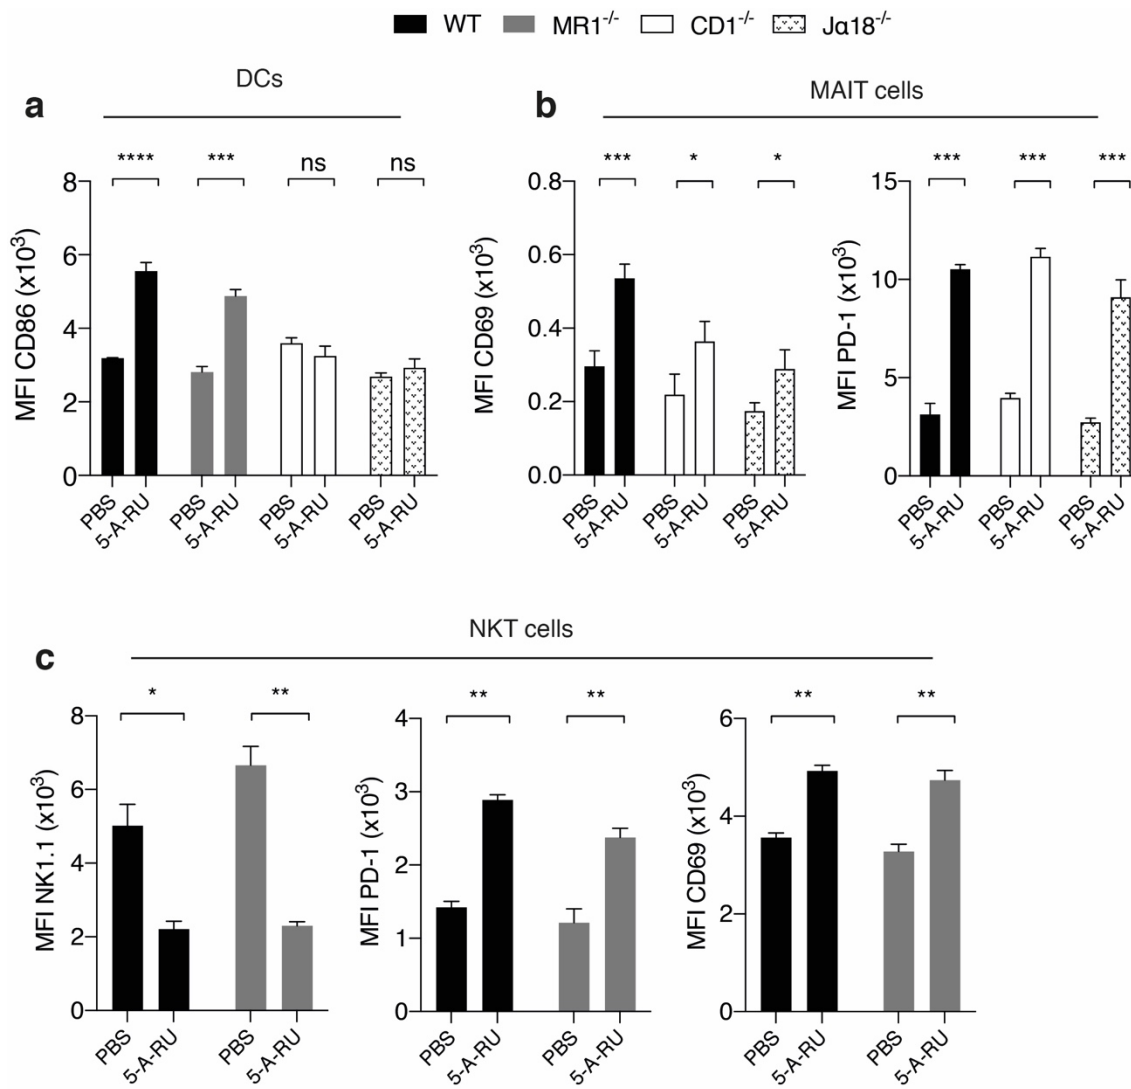 WT MR1-/- CD1-/- Jα18-/-
DCs
a
**** *** ns ns
MFI CD86 (x10³)
8
6
4
2
0
PBS 5-A-RU PBS 5-A-RU PBS 5-A-RU PBS 5-A-RU
MAIT cells
b
*** * *
MFI CD69 (x10³)
0.8
0.6
0.4
0.2
0.0
PBS 5-A-RU PBS 5-A-RU PBS 5-A-RU
*** *** ***
MFI PD-1 (x10³)
15
10
5
0
PBS 5-A-RU PBS 5-A-RU PBS 5-A-RU
NKT cells
c
* **
MFI NK1.1 (x10³)
8
6
4
2
0
PBS 5-A-RU PBS 5-A-RU
** **
MFI PD-1 (x10³)
4
3
2
1
0
PBS 5-A-RU PBS 5-A-RU
** **
MFI CD69 (x10³)
6
4
2
0
PBS 5-A-RU PBS 5-A-RU